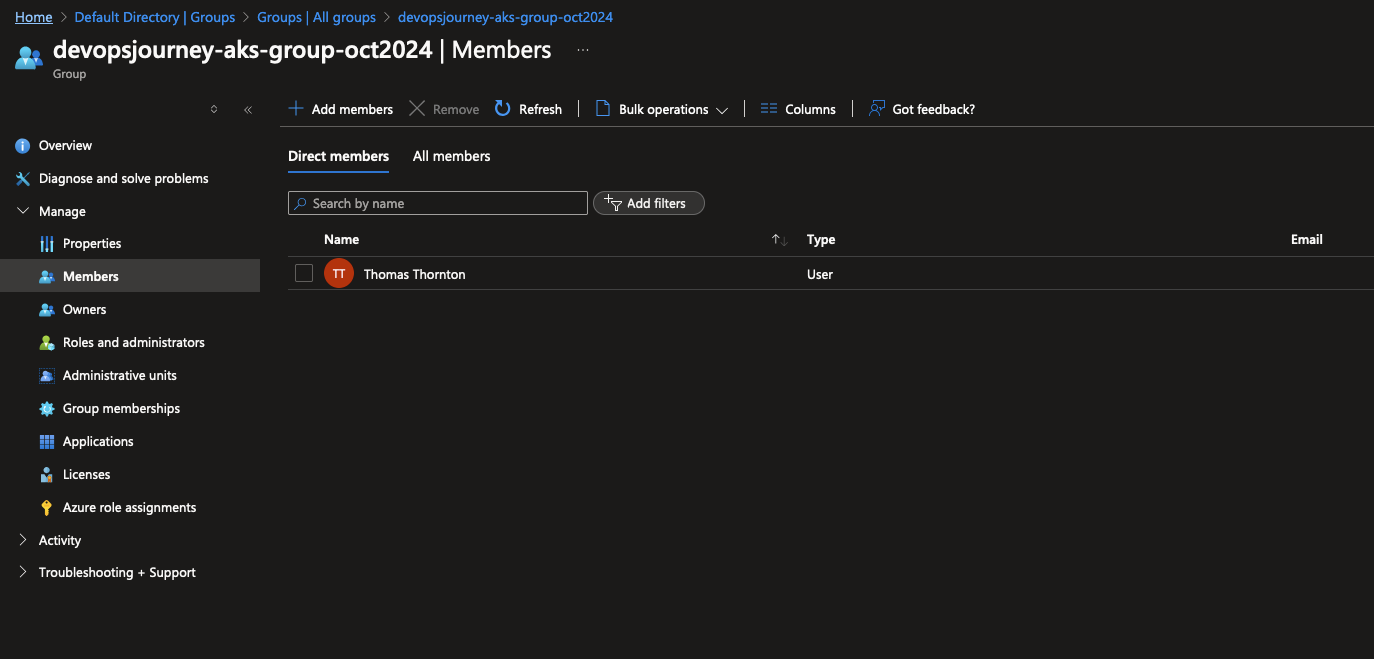 Home > Default Directory | Groups > Groups | All groups > devopsjourney-aks-group-oct2024
devopsjourney-aks-group-oct2024 | Members ...
Group
Add members Remove Refresh | Bulk operations | Columns | Got feedback?
Overview
Diagnose and solve problems
Manage
Properties
Members
Owners
Roles and administrators
Administrative units
Group memberships
Applications
Licenses
Azure role assignments
Activity
Troubleshooting + Support
Direct members All members
Search by name Add filters
Name Type Email
TT Thomas Thornton User